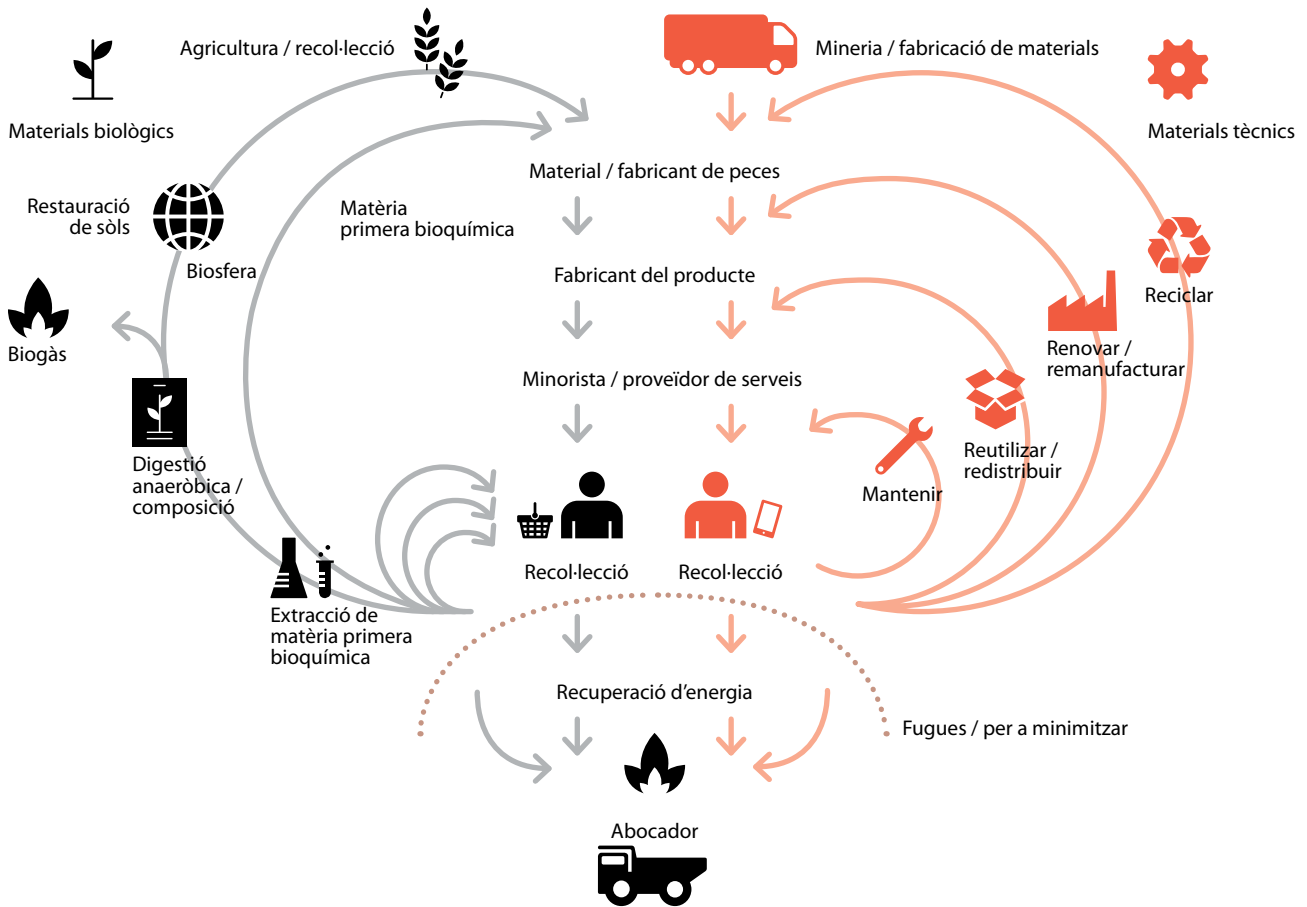 Agricultura / recol·lecció
Mineria / fabricació de materials
Materials biològics
Materials tècnics
Material / fabricant de peces
Restauració
de sòls
Matèria
primera bioquímica
Biosfera
Fabricant del producte
Reciclar
Biogàs
Renovar /
remanufacturar
Minorista / proveïdor de serveis
Reutilizar /
redistribuir
Digestió
anaeròbica /
composició
Mantenir
Recol·lecció
Recol·lecció
Extracció de
matèria primera
bioquímica
Recuperació d’energia
Fugues / per a minimitzar
Abocador